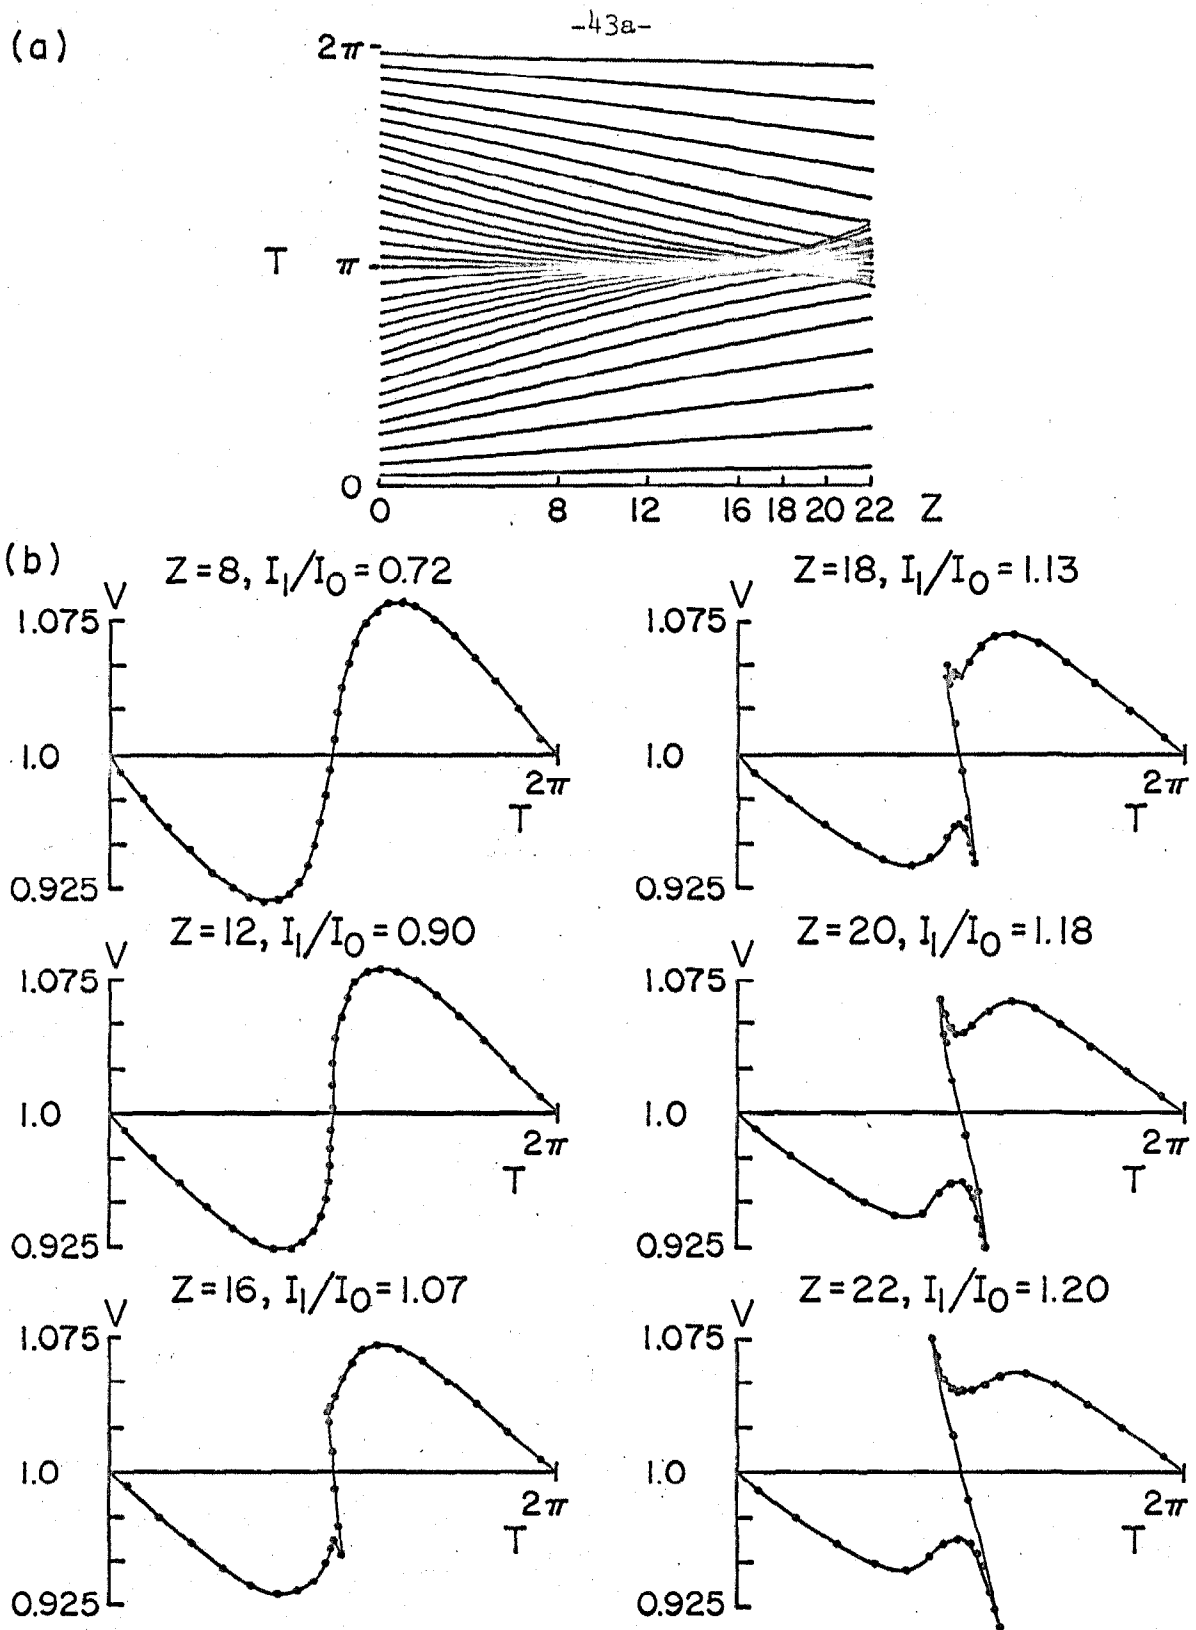 -43a-
(a)
2π
T
π
0
0 8 12 16 18 20 22 Z
(b)
Z=8, I₁/I₀=0.72
V
1.075
1.0
0.925
2π
T
Z=18, I₁/I₀=1.13
V
1.075
1.0
0.925
2π
T
Z=12, I₁/I₀=0.90
V
1.075
1.0
0.925
2π
T
Z=20, I₁/I₀=1.18
V
1.075
1.0
0.925
2π
T
Z=16, I₁/I₀=1.07
V
1.075
1.0
0.925
2π
T
Z=22, I₁/I₀=1.20
V
1.075
1.0
0.925
2π
T